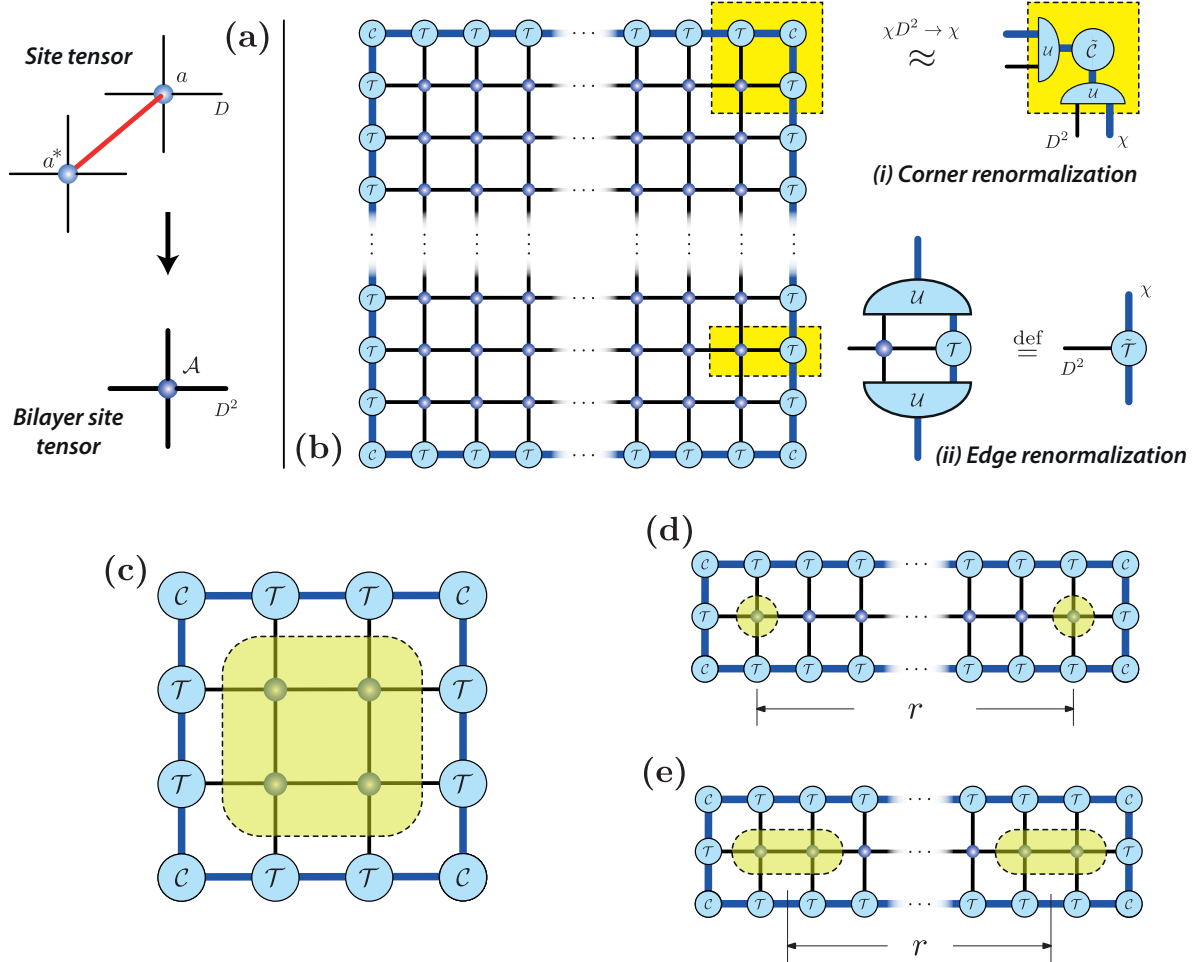 Site tensor
a
D
a*
𝒜
D²
Bilayer site
tensor
(a)
(b)
𝒞 𝒯 𝒯 𝒯 ··· 𝒯 𝒯 𝒯 𝒞
𝒯 𝒯
𝒯 𝒯
𝒯 𝒯
⋮ ··· ⋮
𝒯 ··· 𝒯
𝒯 ··· 𝒯
𝒯 ··· 𝒯
𝒞 𝒯 𝒯 𝒯 ··· 𝒯 𝒯 𝒯 𝒞
χD² → χ
≈
𝒰 𝒞̃
𝒰
D² χ
(i) Corner renormalization
𝒰
𝒯
𝒰
def
=
χ
𝒯̃
D²
(ii) Edge renormalization
(c)
𝒞 𝒯 𝒯 𝒞
𝒯 𝒯
𝒯 𝒯
𝒞 𝒯 𝒯 𝒞
(d)
𝒞 𝒯 𝒯 𝒯 ··· 𝒯 𝒯 𝒯 𝒞
𝒯 ··· 𝒯
𝒞 𝒯 𝒯 𝒯 ··· 𝒯 𝒯 𝒯 𝒞
r
(e)
𝒞 𝒯 𝒯 𝒯 ··· 𝒯 𝒯 𝒯 𝒞
𝒯 ··· 𝒯
𝒞 𝒯 𝒯 𝒯 ··· 𝒯 𝒯 𝒯 𝒞
r